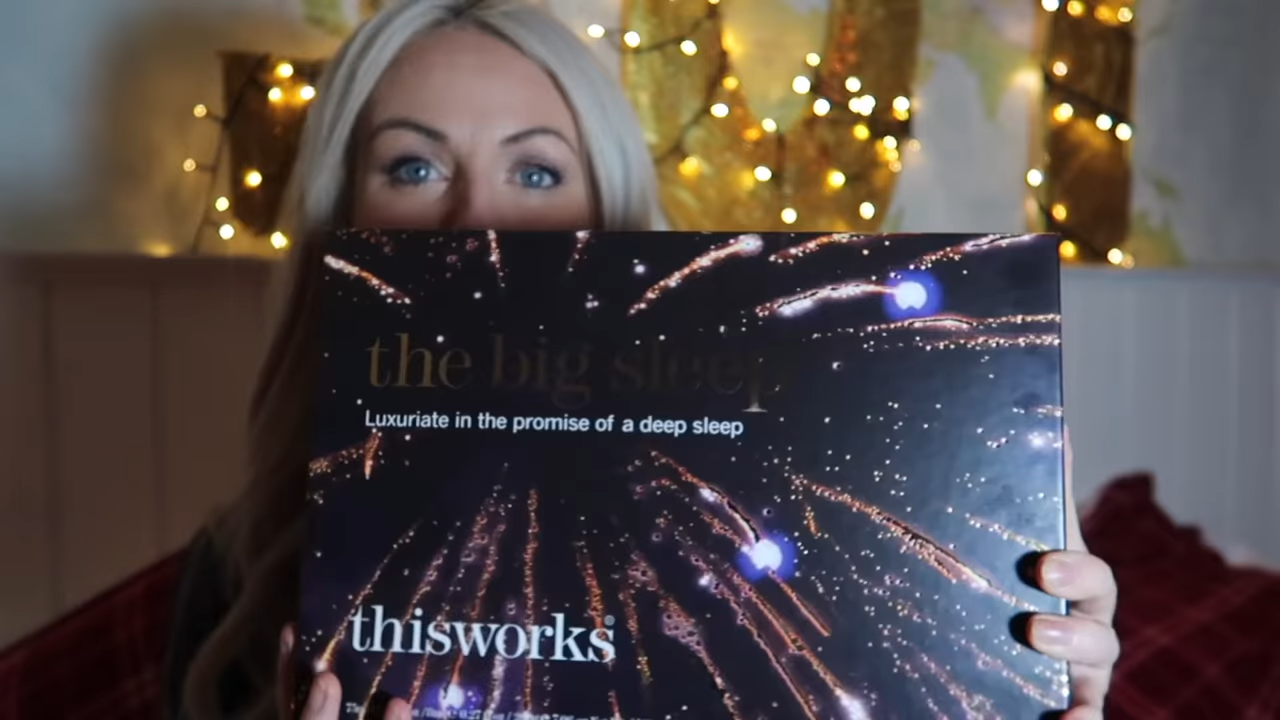 the big sleep
Luxuriate in the promise of a deep sleep
thisworks